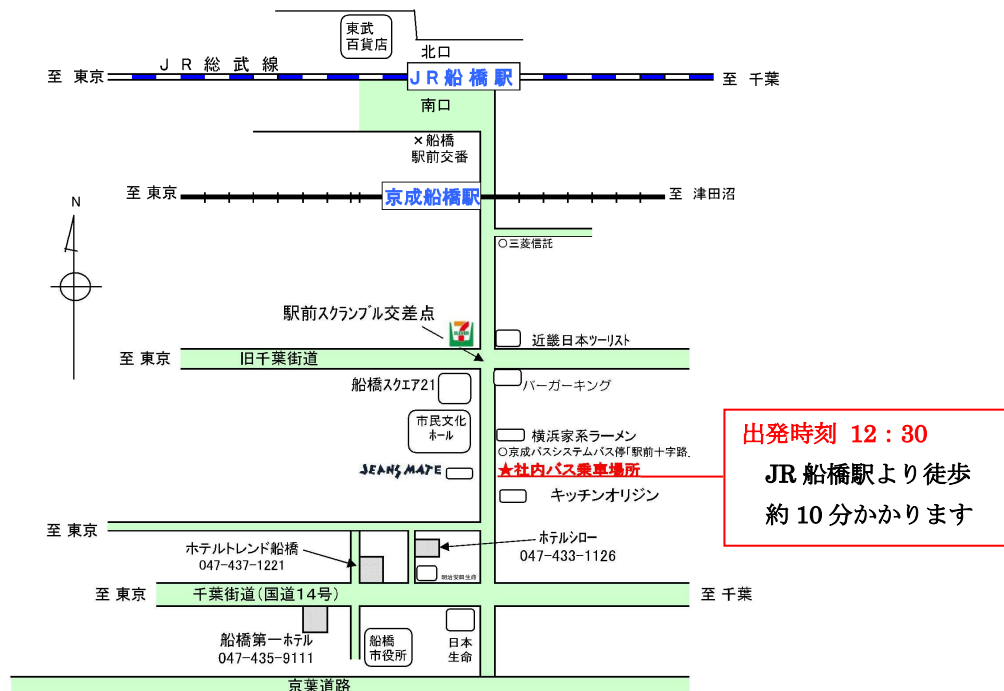 東武
百貨店
北口
JR総武線
至 東京
JR船橋駅
至 千葉
南口
×船橋
駅前交番
至 東京
京成船橋駅
至 津田沼
N
○三菱信託
駅前スクランブル交差点
7
ELEVEN
近畿日本ツーリスト
至 東京
旧千葉街道
船橋スクエア21
バーガーキング
市民文化
ホール
横浜家系ラーメン
○京成バスシステムバス停「駅前十字路.
JEANS MATE
★社内バス乗車場所
キッチンオリジン
出発時刻 12：30
JR 船橋駅より徒歩
約 10 分かかります
至 東京
ホテルトレンド船橋
047-437-1221
ホテルシロー
047-433-1126
明治安田生命
至 東京
千葉街道(国道14号)
至 千葉
船橋第一ホテル
047-435-9111
船橋
市役所
日本
生命
京葉道路